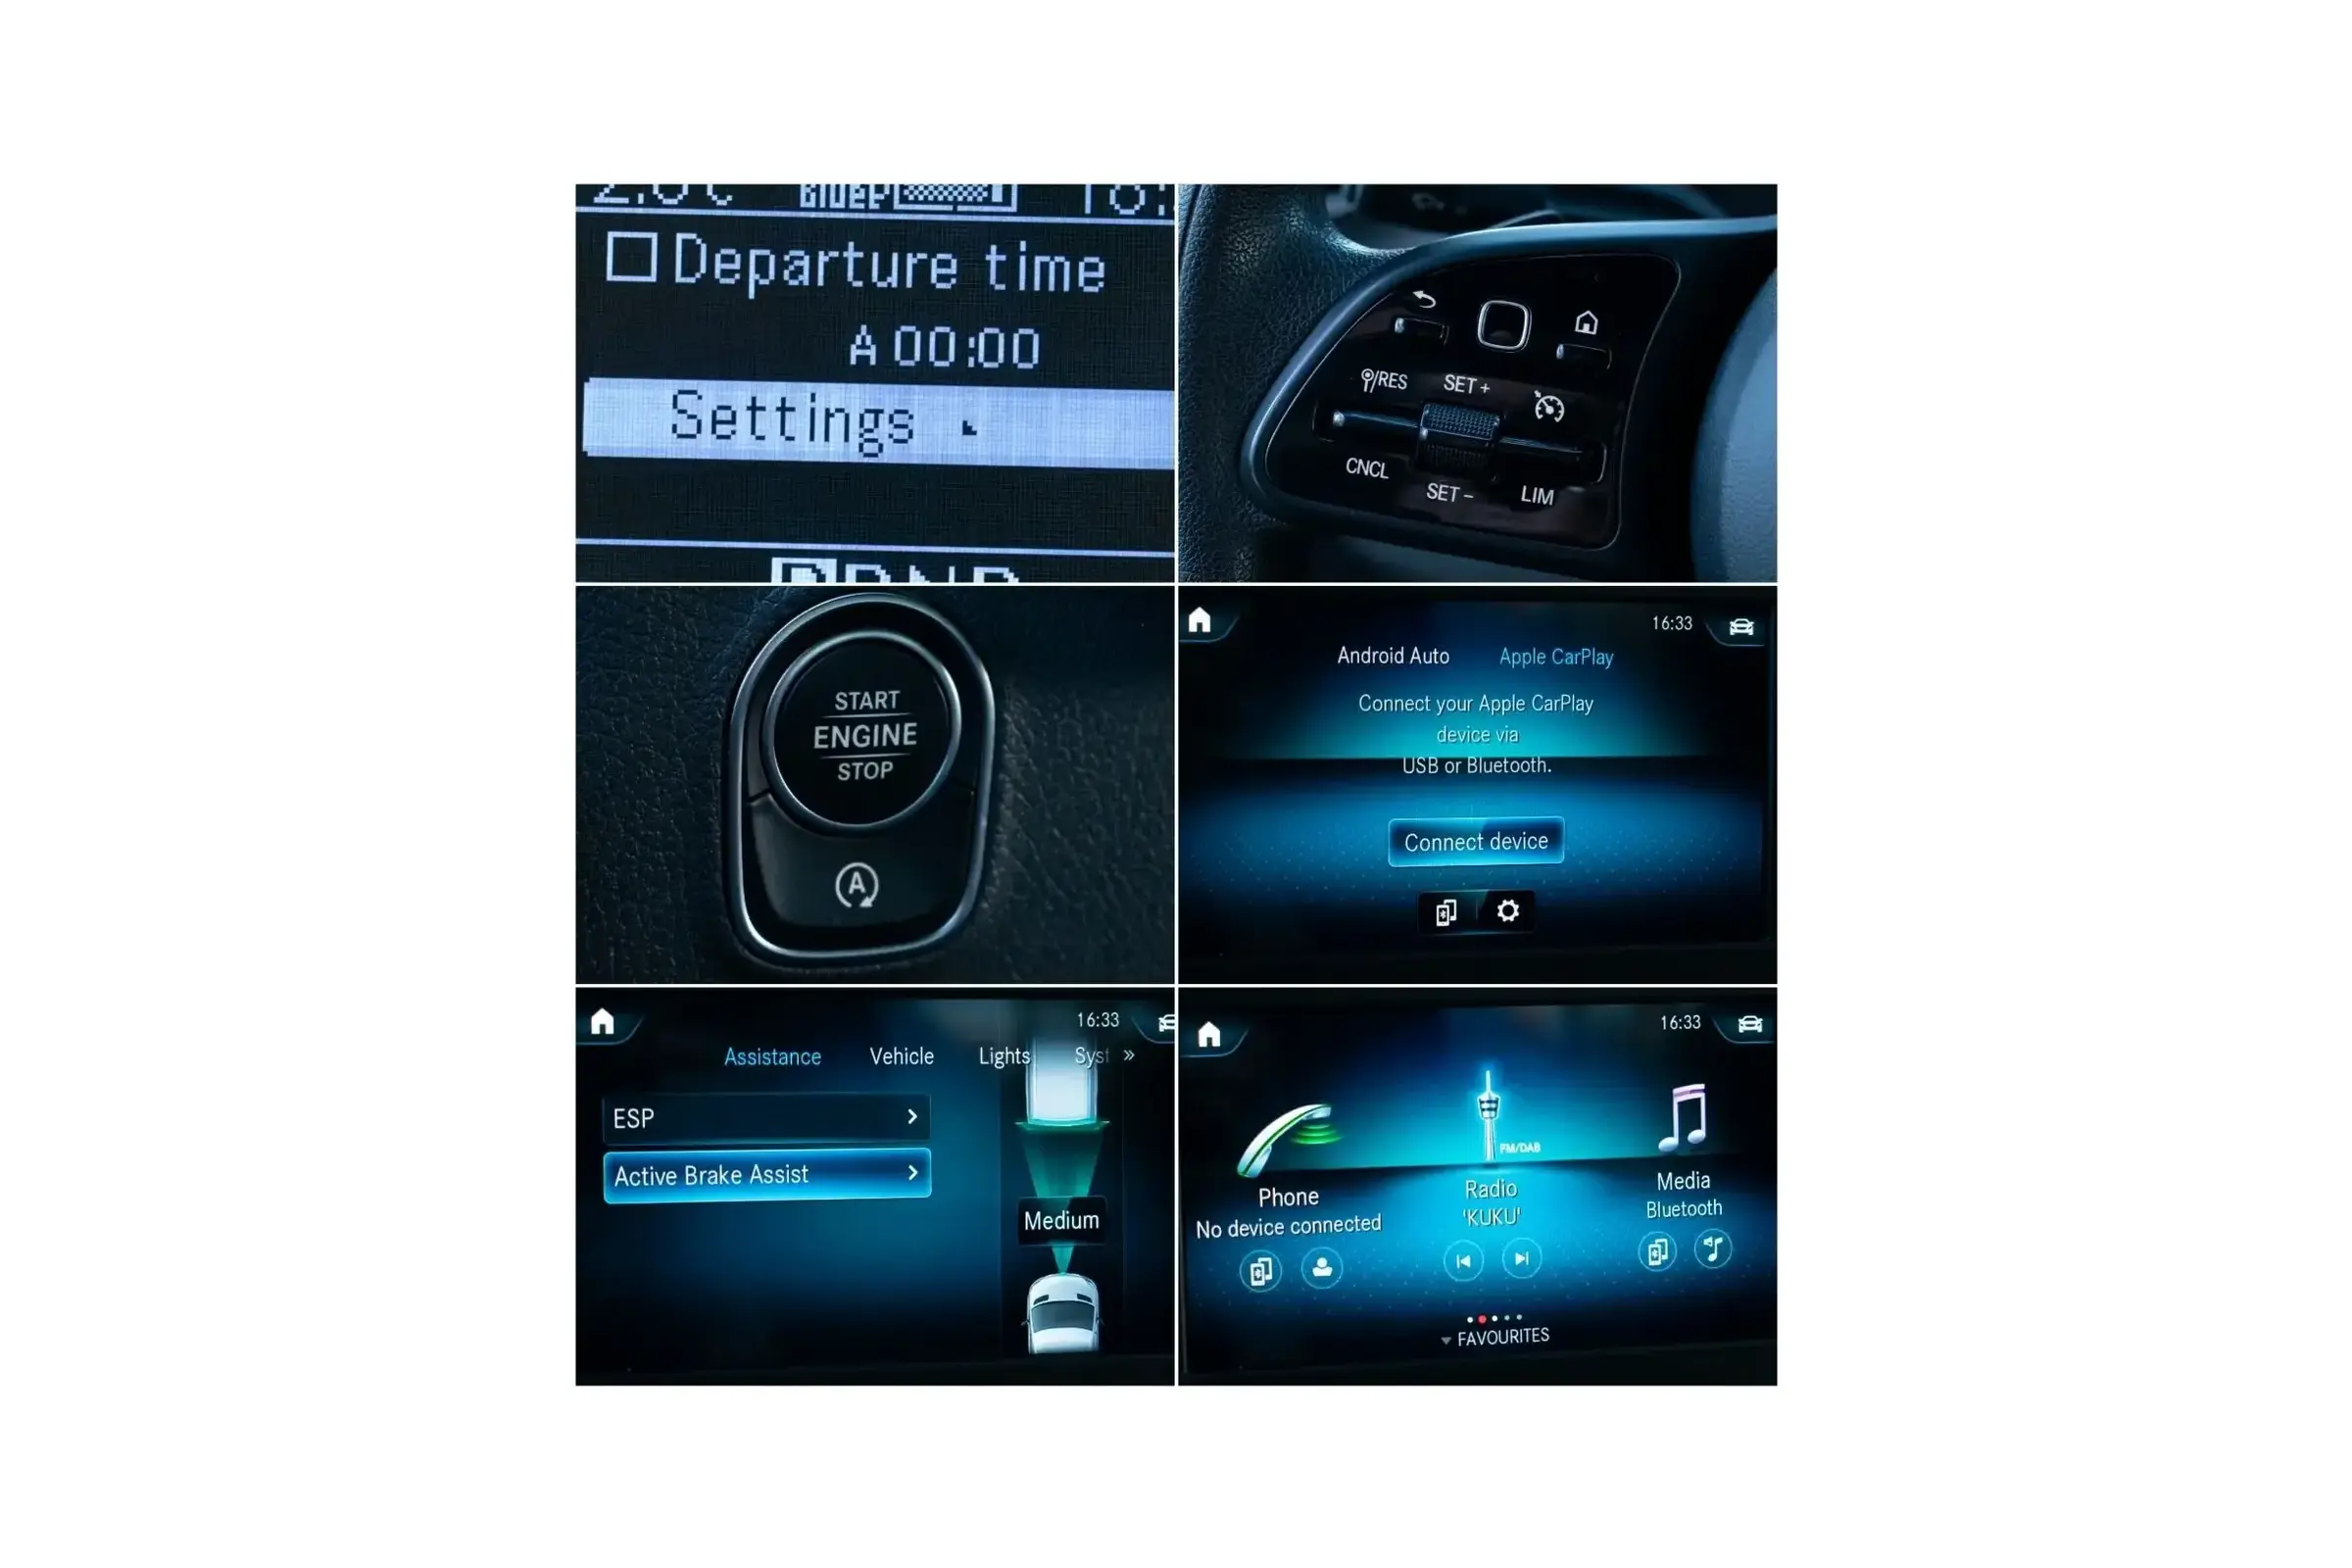 Departure time
A 00:00
Settings
/RES
SET +
CNCL
SET -
LIM
START
ENGINE
STOP
A
16:33
Android Auto
Apple CarPlay
Connect your Apple CarPlay
device via
USB or Bluetooth.
Connect device
16:33
Assistance
Vehicle
Lights
Syst
ESP
Active Brake Assist
Medium
16:33
FM/DAB
Phone
No device connected
Radio
'KUKU'
Media
Bluetooth
FAVOURITES